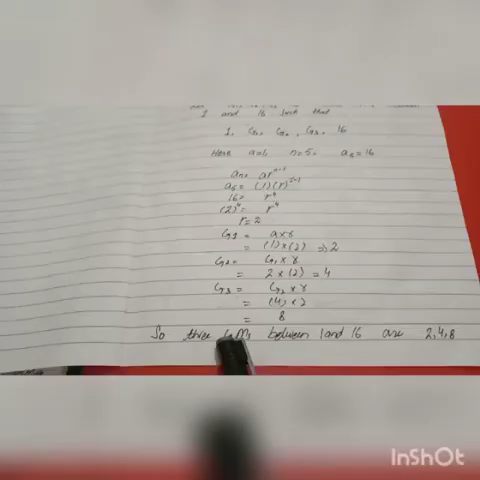 1 and 16 such that
1, G1, G2, G3, 16
Here a=1, n=5, a5=16
an= ar^n-1
a5= (1)(r)^5-1
16= r^4
(2)^4= r^4
r=2
G1 = a×r
= (1)×(2) ⇒ 2
G2= G1×r
= 2×(2) = 4
G3 = G2×r
= (4)×2
= 8
So three G.Ms between 1 and 16 are 2,4,8
InShOt